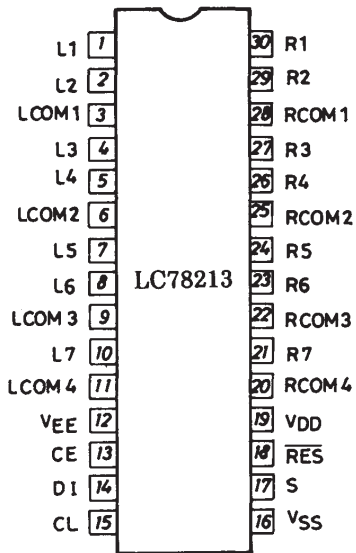 L1 1 30 R1
L2 2 29 R2
LCOM1 3 28 RCOM1
L3 4 27 R3
L4 5 26 R4
LCOM2 6 25 RCOM2
L5 7 24 R5
L6 8 LC78213 23 R6
LCOM3 9 22 RCOM3
L7 10 21 R7
LCOM4 11 20 RCOM4
VEE 12 19 VDD
CE 13 18 RES
DI 14 17 S
CL 15 16 VSS